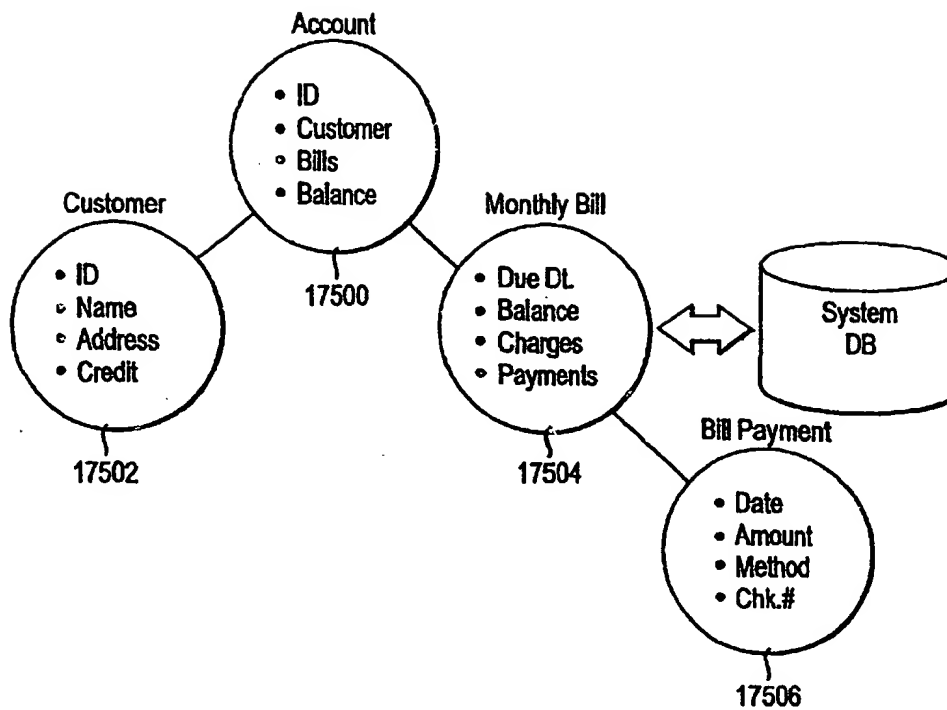 Account
• ID
• Customer
• Bills
• Balance
17500
Customer
• ID
• Name
• Address
• Credit
17502
Monthly Bill
• Due Dt.
• Balance
• Charges
• Payments
17504
System
DB
Bill Payment
• Date
• Amount
• Method
• Chk.#
17506